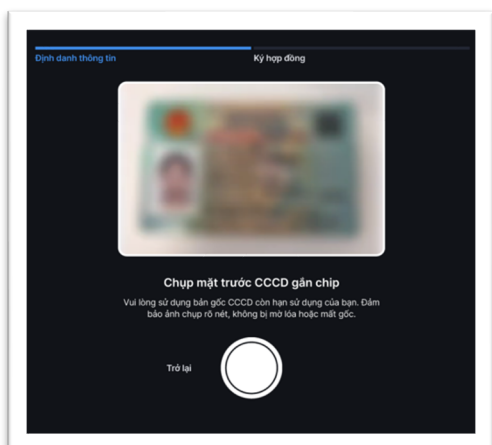 Định danh thông tin
Ký hợp đồng
Chụp mặt trước CCCD gắn chip
Vui lòng sử dụng bản gốc CCCD còn hạn sử dụng của bạn. Đảm
bảo ảnh chụp rõ nét, không bị mờ lóa hoặc mất gốc.
Trở lại